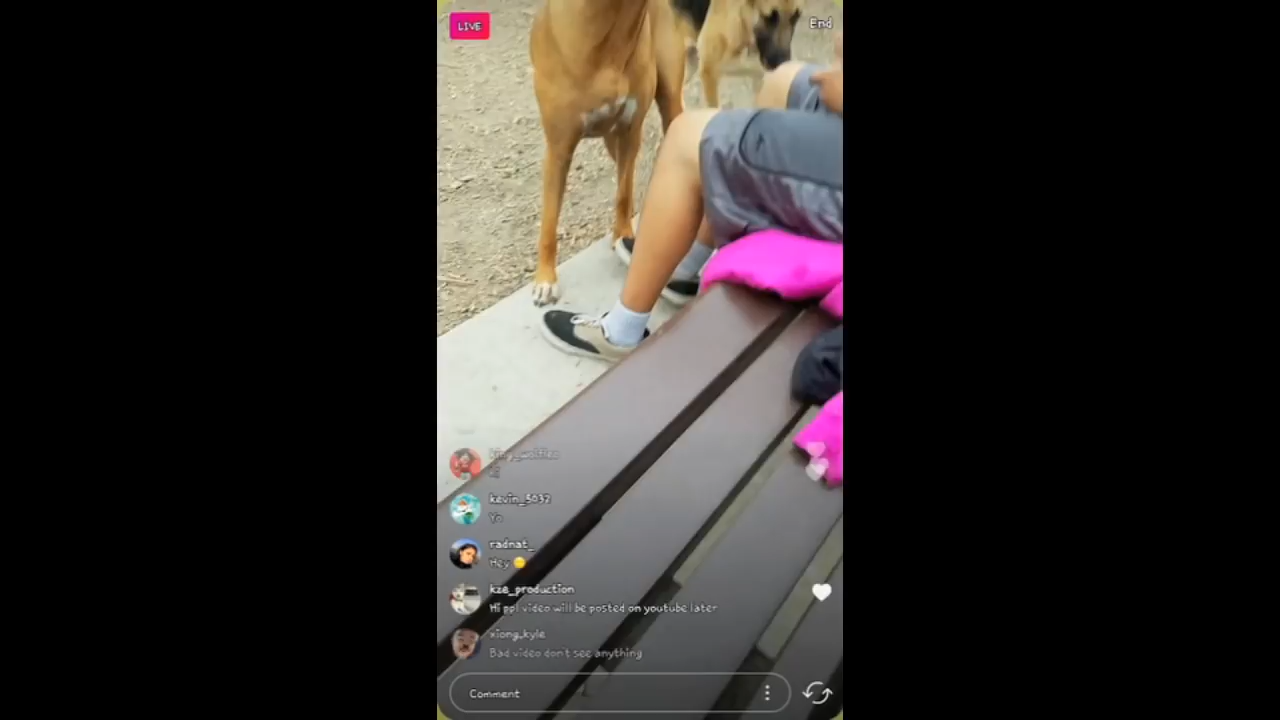 LIVE
End
kevin_5037
Yo
radnat_
Hey
kze_production
Hi ppl video will be posted on youtube later
xiong_kyle
Bad video don't see anything
Comment